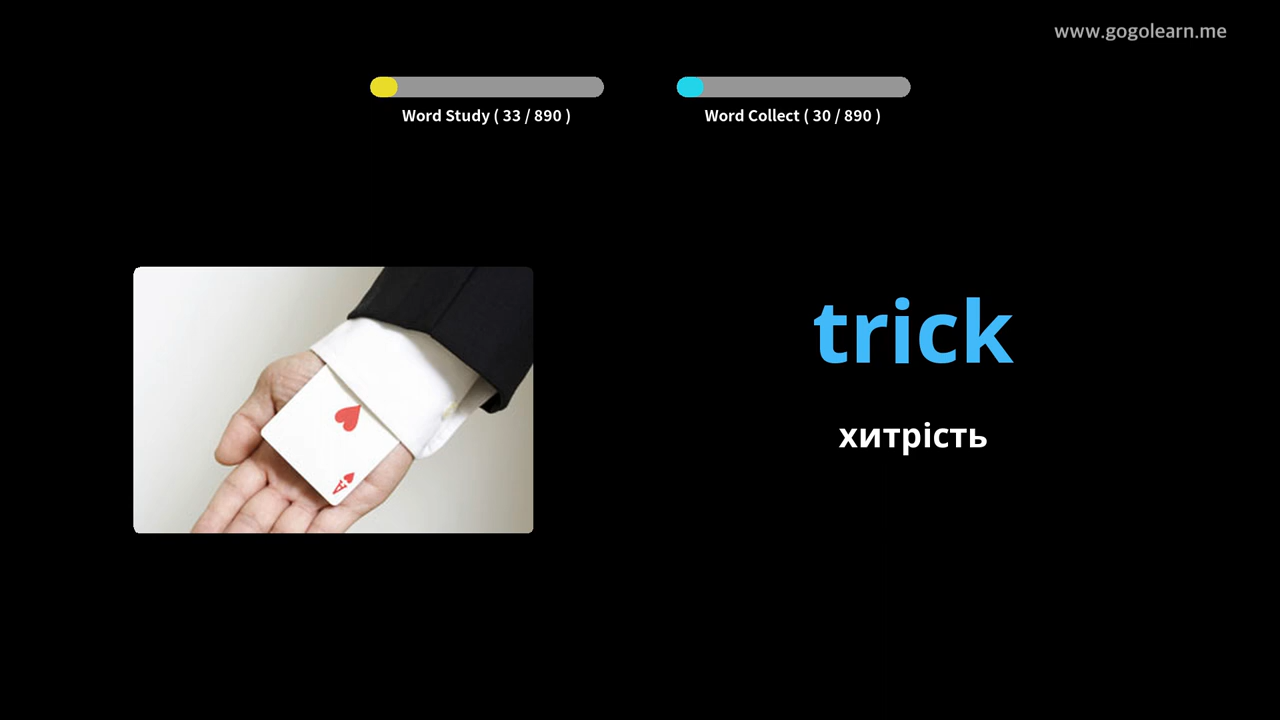 www.gogolearn.me
Word Study ( 33 / 890 )
Word Collect ( 30 / 890 )
A
trick
хитрість